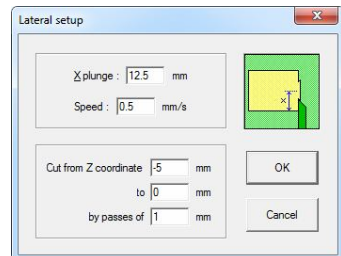 Lateral setup
X plunge : 12.5 mm
Speed : 0.5 mm/s
x
Cut from Z coordinate -5 mm
to 0 mm
by passes of 1 mm
OK
Cancel